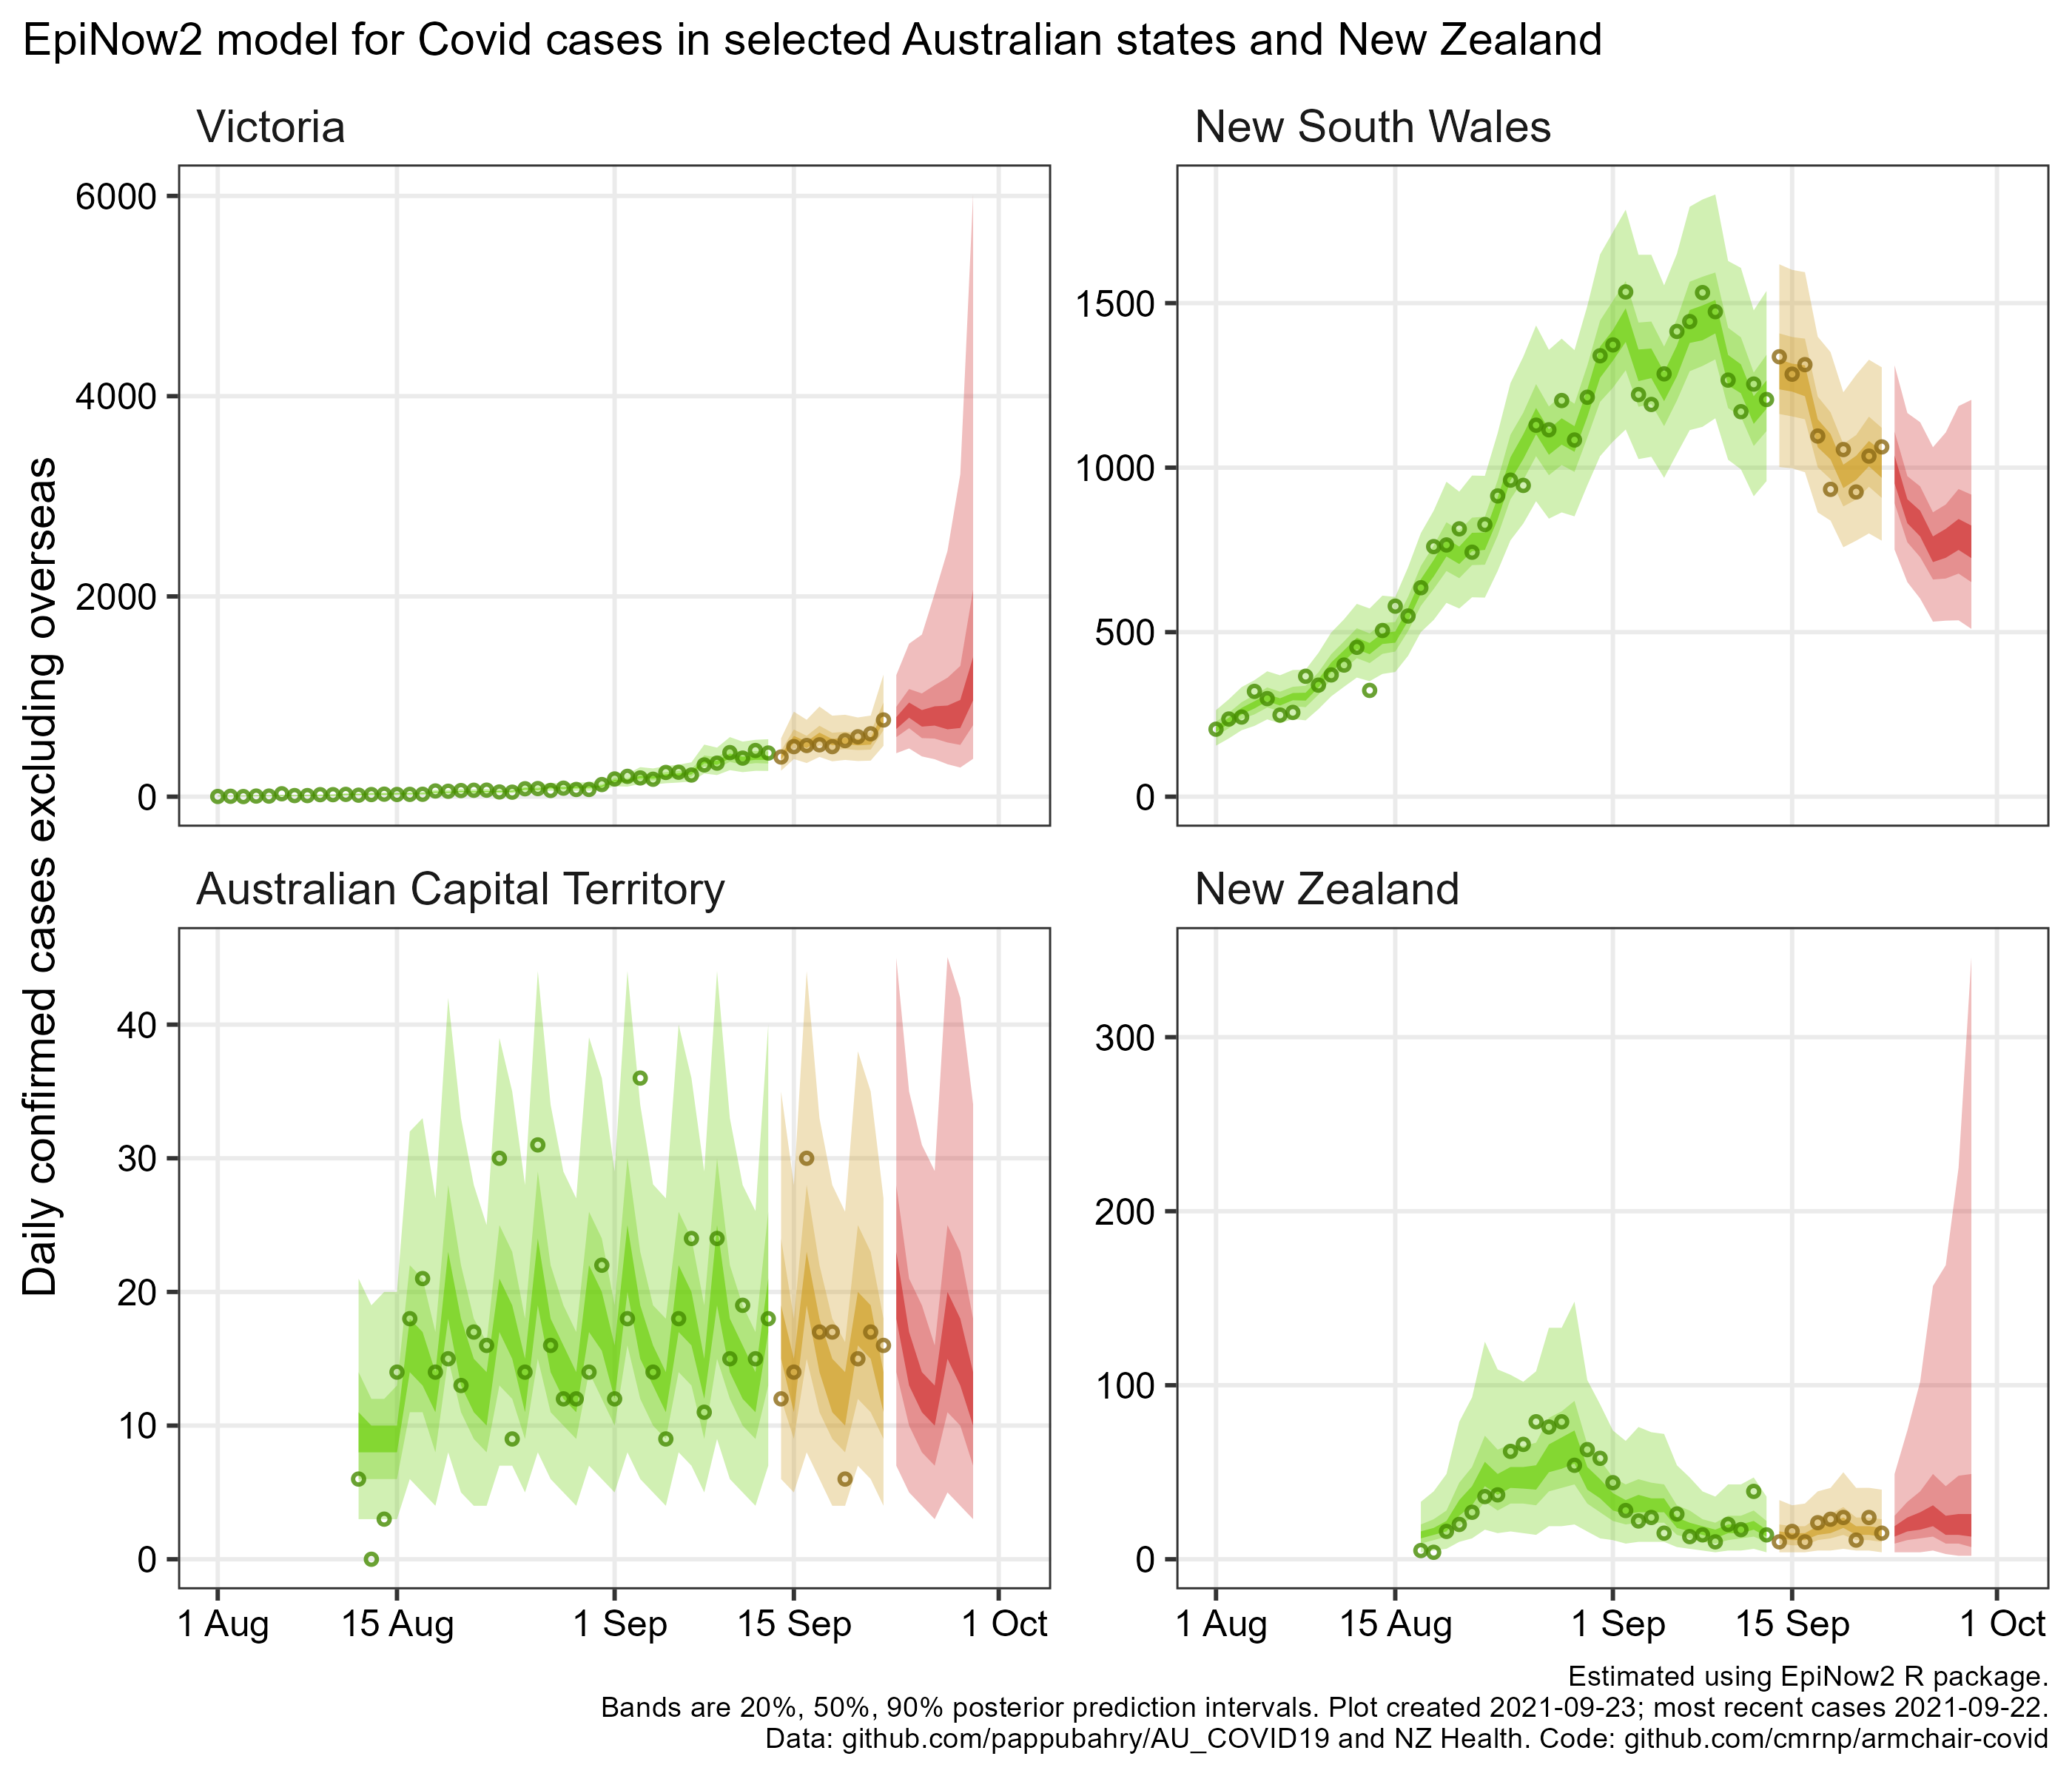 EpiNow2 model for Covid cases in selected Australian states and New Zealand
Daily confirmed cases excluding overseas
Victoria
6000
4000
2000
0
New South Wales
1500
1000
500
0
Australian Capital Territory
40
30
20
10
0
1 Aug 15 Aug 1 Sep 15 Sep 1 Oct
New Zealand
300
200
100
0
1 Aug 15 Aug 1 Sep 15 Sep 1 Oct
Estimated using EpiNow2 R package.
Bands are 20%, 50%, 90% posterior prediction intervals. Plot created 2021-09-23; most recent cases 2021-09-22.
Data: github.com/pappubahry/AU_COVID19 and NZ Health. Code: github.com/cmrnp/armchair-covid